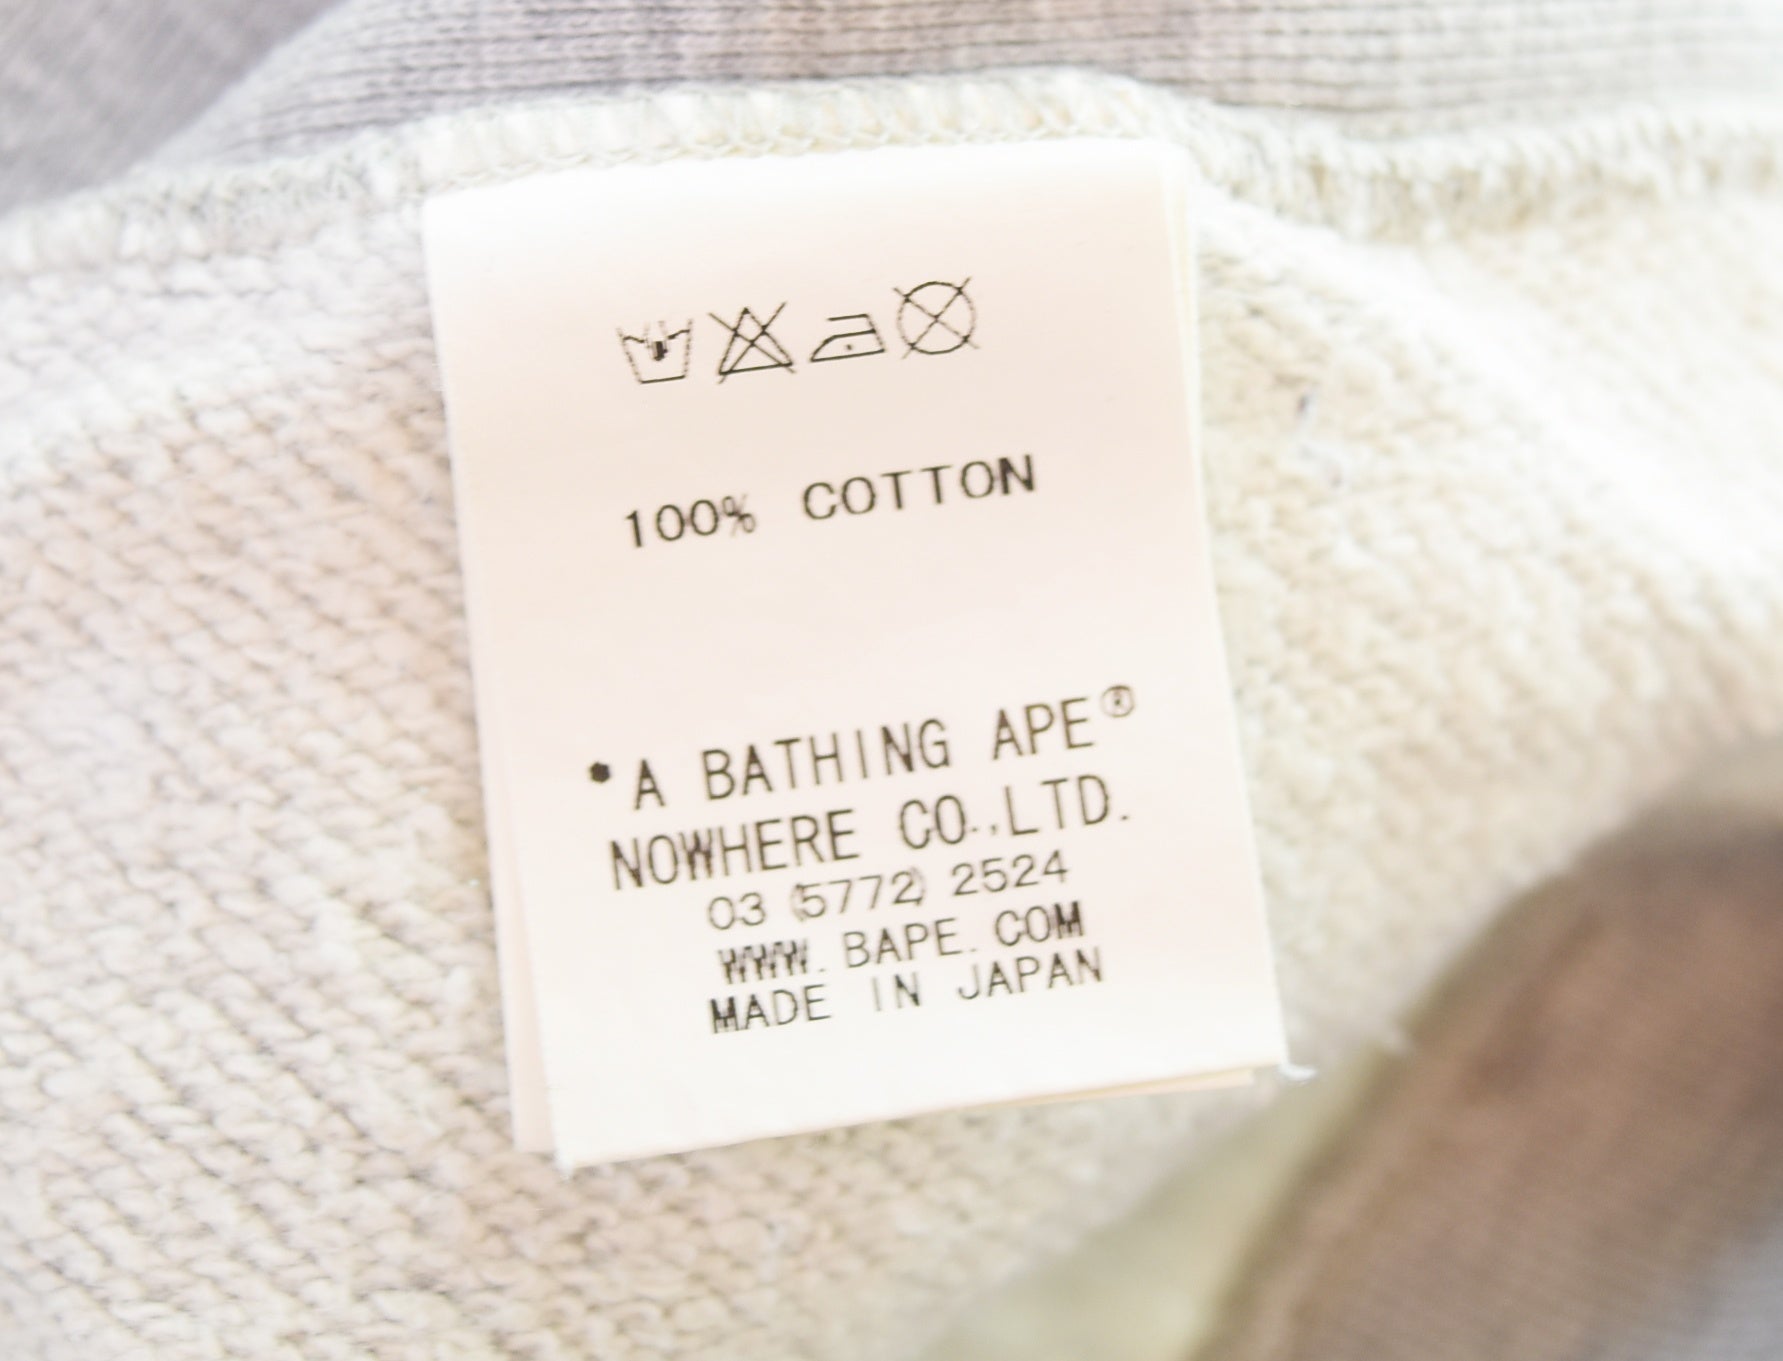 100% COTTON
•A BATHING APE®
NOWHERE CO.,LTD.
03 (5772) 2524
WWW.BAPE.COM
MADE IN JAPAN